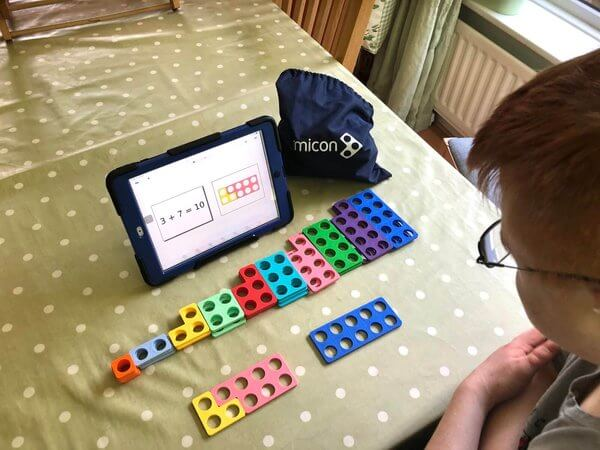 micon
3 + 7 = 10